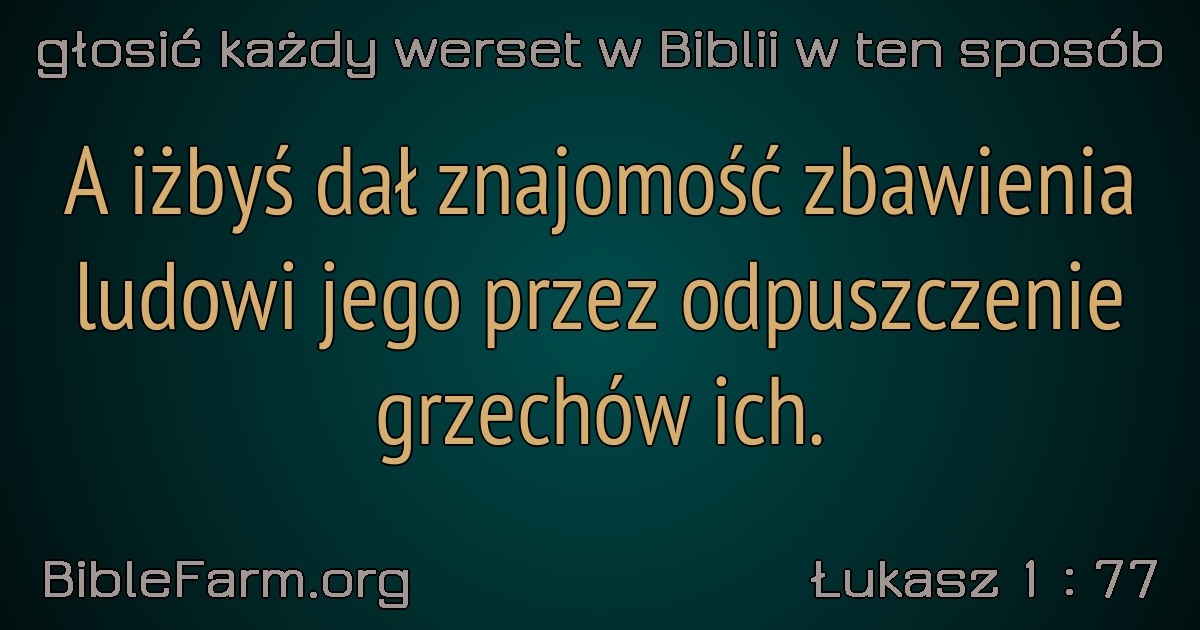 głosić każdy werset w Biblii w ten sposób
A iżbyś dał znajomość zbawienia
ludowi jego przez odpuszczenie
grzechów ich.
BibleFarm.org
Łukasz 1 : 77